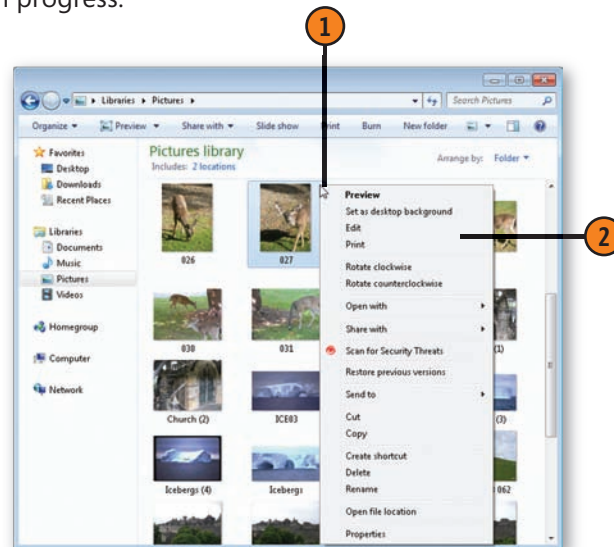 progress.
1
Libraries
Pictures
Search Pictures
Organize
Preview
Share with
Slide show
Print
Burn
New folder
Favorites
Desktop
Downloads
Recent Places
Libraries
Documents
Music
Pictures
Videos
Homegroup
Computer
Network
Pictures library
Includes: 2 locations
Arrange by: Folder
026
027
030
031
(1)
Church (2)
ICE03
(3)
Icebergs (4)
Icebergs
062
Preview
Set as desktop background
Edit
Print
Rotate clockwise
Rotate counterclockwise
Open with
Share with
Scan for Security Threats
Restore previous versions
Send to
Cut
Copy
Create shortcut
Delete
Rename
Open file location
Properties
2